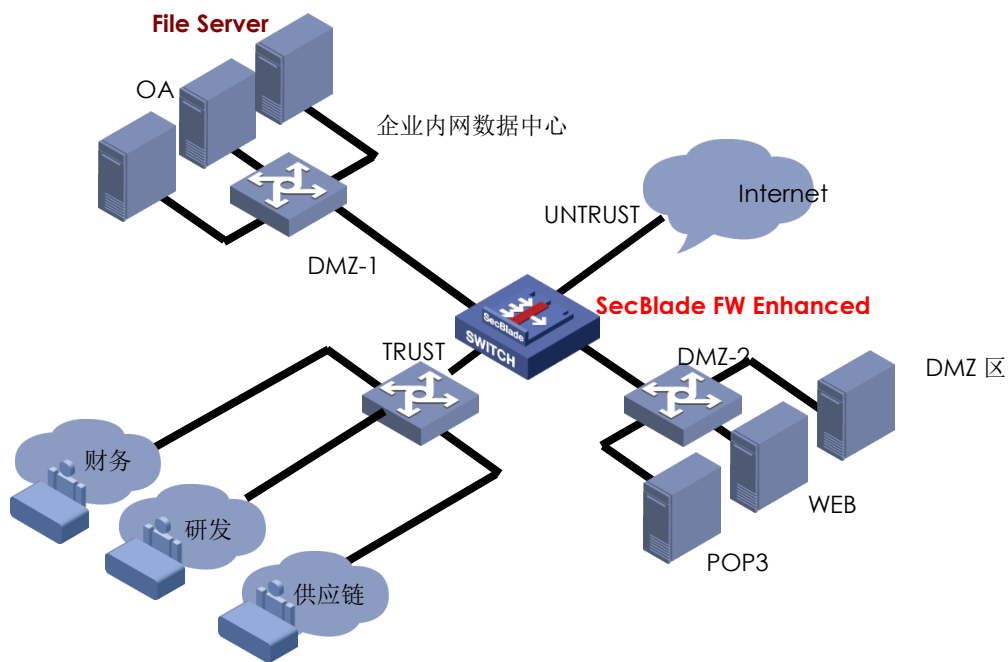 File Server
OA
企业内网数据中心
Internet
UNTRUST
DMZ-1
SecBlade FW Enhanced
SecBlade
SWITCH
TRUST
DMZ-2
DMZ 区
财务
WEB
研发
POP3
供应链